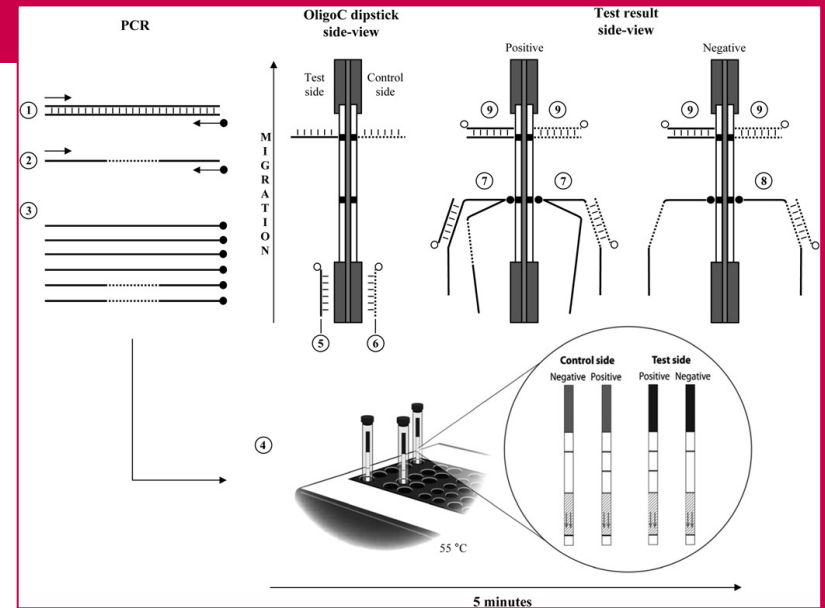 PCR
OligoC dipstick
side-view
Test result
side-view
Positive
Negative
Test
side
Control
side
MIGRATION
1
2
3
9
9
9
9
7
7
8
5
6
4
Control side
Test side
Negative
Positive
Positive
Negative
55 °C
5 minutes